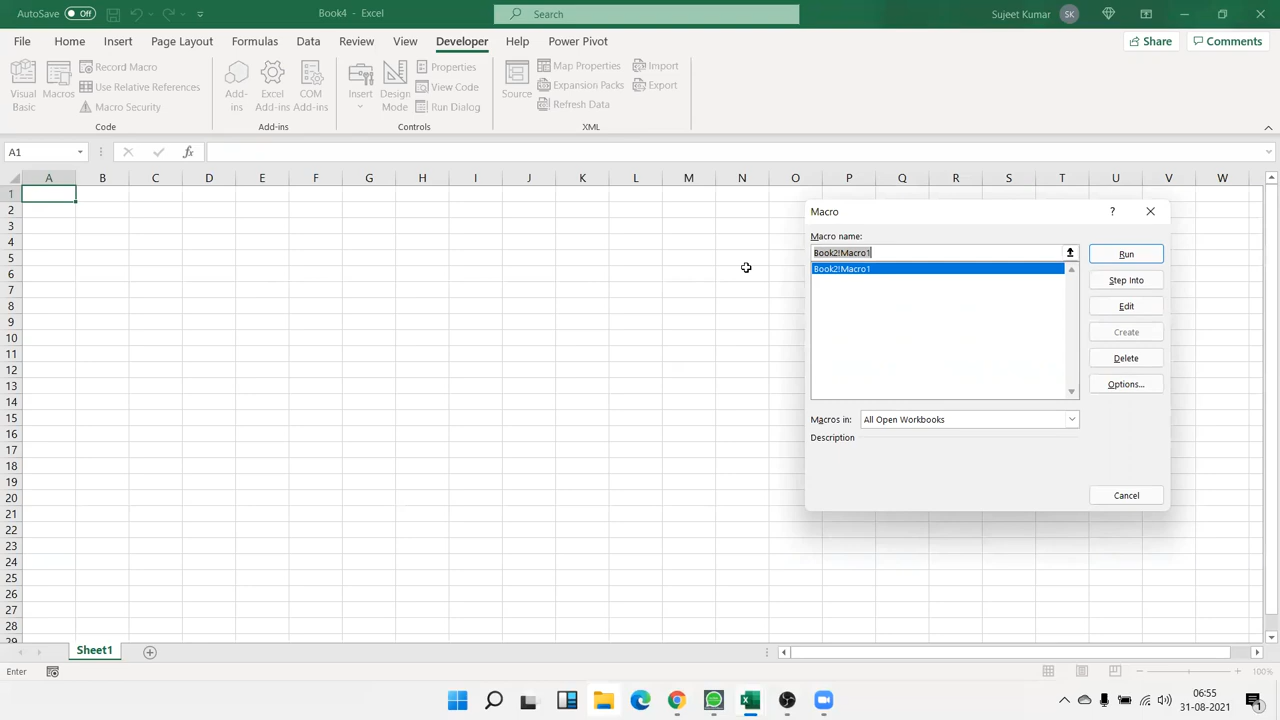 AutoSave Off Book4 - Excel Search Sujeet Kumar SK
File Home Insert Page Layout Formulas Data Review View Developer Help Power Pivot Share Comments
Visual Basic Macros Record Macro Use Relative References Macro Security Code
Add-ins Excel Add-ins COM Add-ins Add-ins
Insert Design Mode Properties View Code Run Dialog Controls
Source Map Properties Expansion Packs Refresh Data Import Export XML
A1 fx
A B C D E F G H I J K L M N O P Q R S T U V W
1
2
3
4
5
6
7
8
9
10
11
12
13
14
15
16
17
18
19
20
21
22
23
24
25
26
27
28
29
Macro ?
Macro name:
Book2!Macro1 Run
Book2!Macro1
Step Into
Edit
Create
Delete
Options...
Macros in: All Open Workbooks
Description
Cancel
Sheet1
Enter 100%
06:55
31-08-2021
1